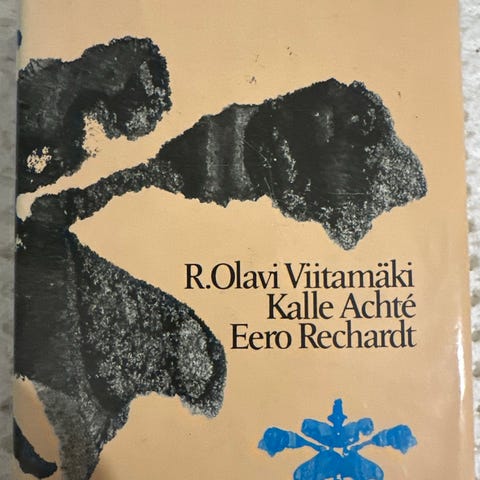 R.Olavi Viitamäki
Kalle Achté
Eero Rechardt